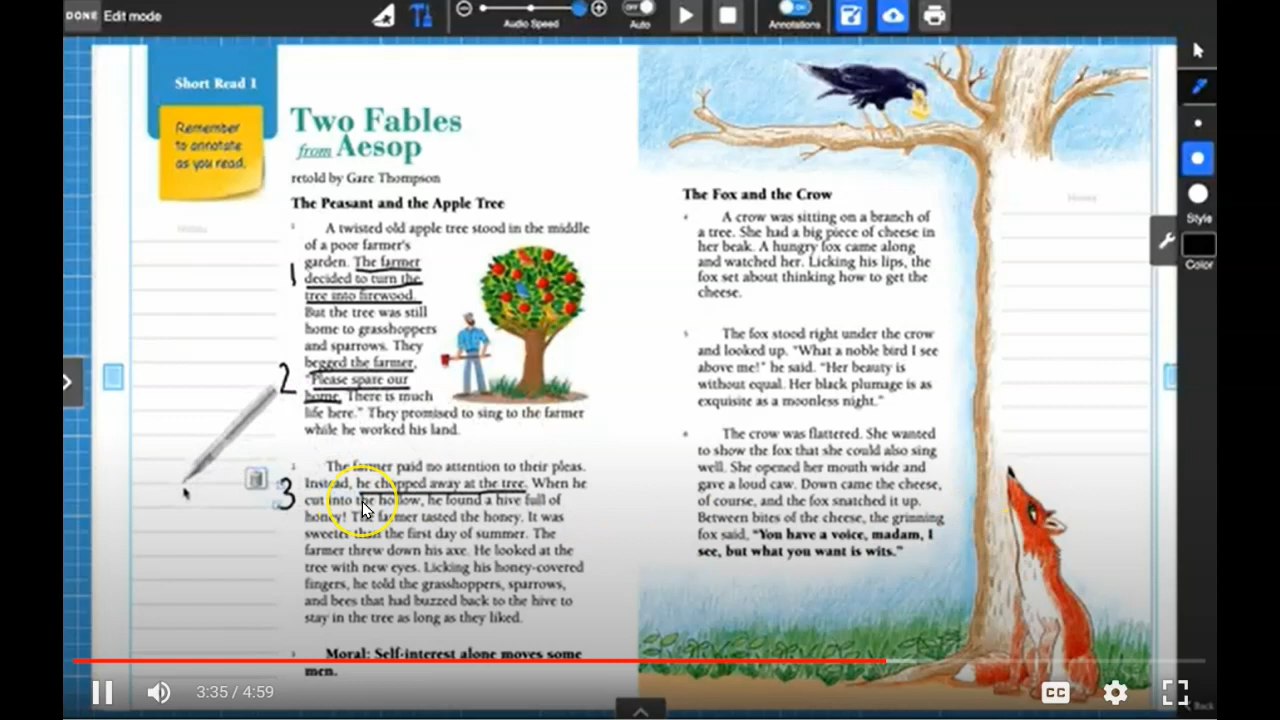 DONE Edit mode
Audio Speed
OFF
Auto
ON
Annotations
Short Read 1
Remember
to annotate
as you read.
Two Fables
from Aesop
retold by Gare Thompson
The Peasant and the Apple Tree
A twisted old apple tree stood in the middle
of a poor farmer's
garden. The farmer
1
decided to turn the
tree into firewood.
But the tree was still
home to grasshoppers
and sparrows. They
begged the farmer,
2
"Please spare our
home. There is much
life here." They promised to sing to the farmer
while he worked his land.
The farmer paid no attention to their pleas.
Instead, he chopped away at the tree. When he
3
cut into the hollow, he found a hive full of
honey! The farmer tasted the honey. It was
sweeter than the first day of summer. The
farmer threw down his axe. He looked at the
tree with new eyes. Licking his honey-covered
fingers, he told the grasshoppers, sparrows,
and bees that had buzzed back to the hive to
stay in the tree as long as they liked.
Moral: Self-interest alone moves some
men.
The Fox and the Crow
4
A crow was sitting on a branch of
a tree. She had a big piece of cheese in
her beak. A hungry fox came along
and watched her. Licking his lips, the
fox set about thinking how to get the
cheese.
5
The fox stood right under the crow
and looked up. "What a noble bird I see
above me!" he said. "Her beauty is
without equal. Her black plumage is as
exquisite as a moonless night."
6
The crow was flattered. She wanted
to show the fox that she could also sing
well. She opened her mouth wide and
gave a loud caw. Down came the cheese,
of course, and the fox snatched it up.
Between bites of the cheese, the grinning
fox said, "You have a voice, madam, I
see, but what you want is wits."
Style
Color
3:35 / 4:59
CC
Back